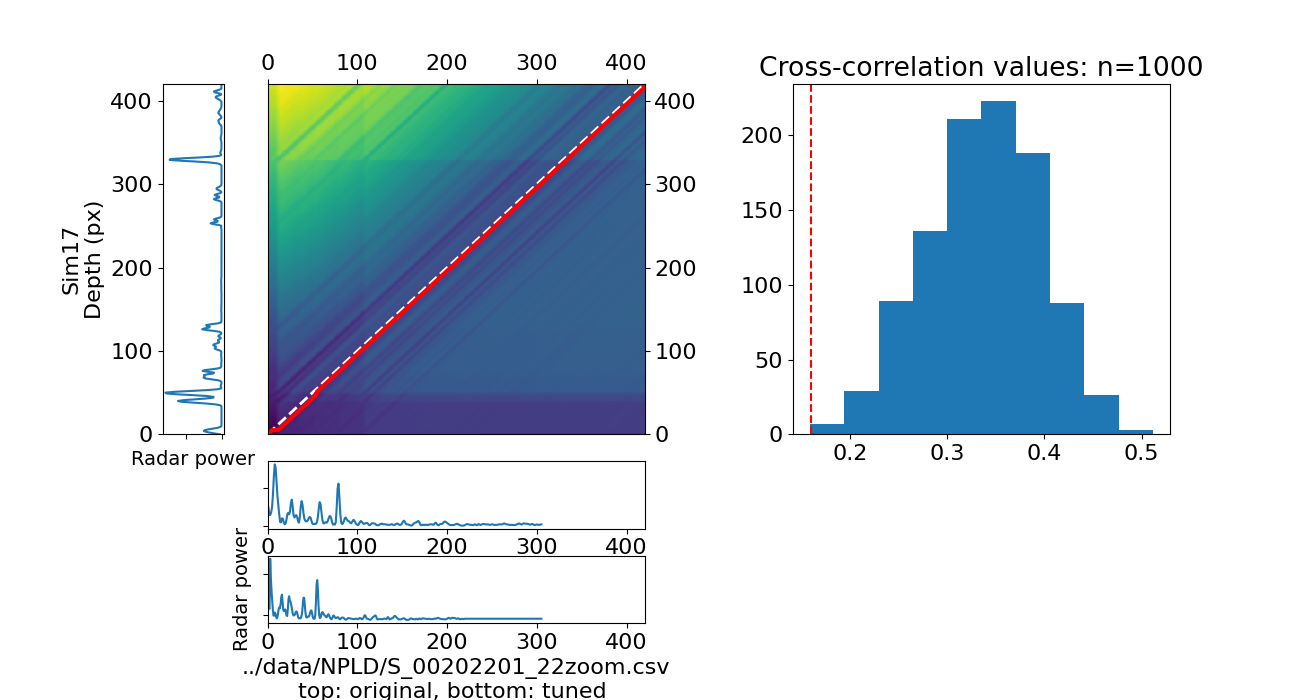 0 100 200 300 400
Cross-correlation values: n=1000
400
300
200
100
0
Sim17
Depth (px)
Radar power
400
300
200
100
0
200
150
100
50
0
0.2 0.3 0.4 0.5
0 100 200 300 400
Radar power
0 100 200 300 400
../data/NPLD/S_00202201_22zoom.csv
top: original, bottom: tuned